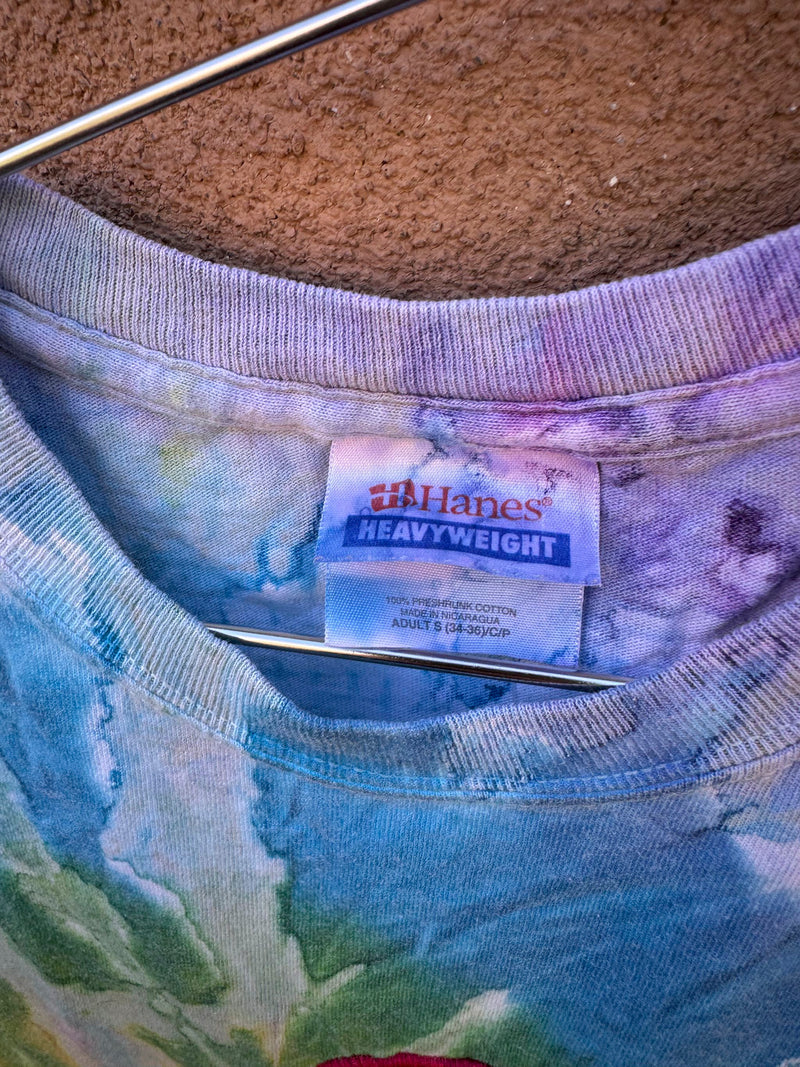 Hanes®
HEAVYWEIGHT
100% PRESHRUNK COTTON
MADE IN NICARAGUA
ADULT S (34-36)/C/P